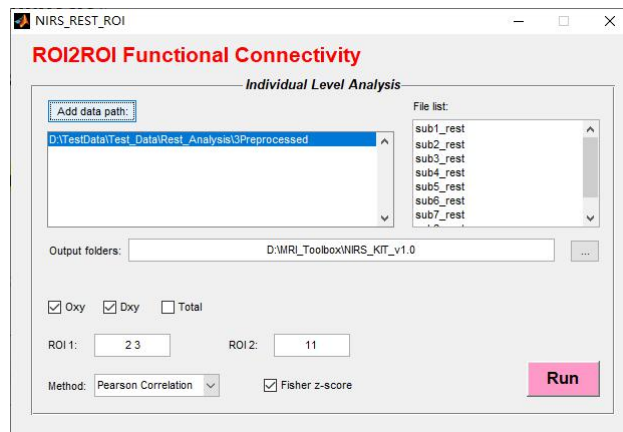 NIRS_REST_ROI
ROI2ROI Functional Connectivity
Individual Level Analysis
Add data path:
D:\TestData\Test_Data\Rest_Analysis\3Preprocessed
File list:
sub1_rest
sub2_rest
sub3_rest
sub4_rest
sub5_rest
sub6_rest
sub7_rest
Output folders: D:\MRI_Toolbox\NIRS_KIT_v1.0 ...
Oxy Dxy Total
ROI 1: 2 3 ROI 2: 11
Method: Pearson Correlation Fisher z-score
Run